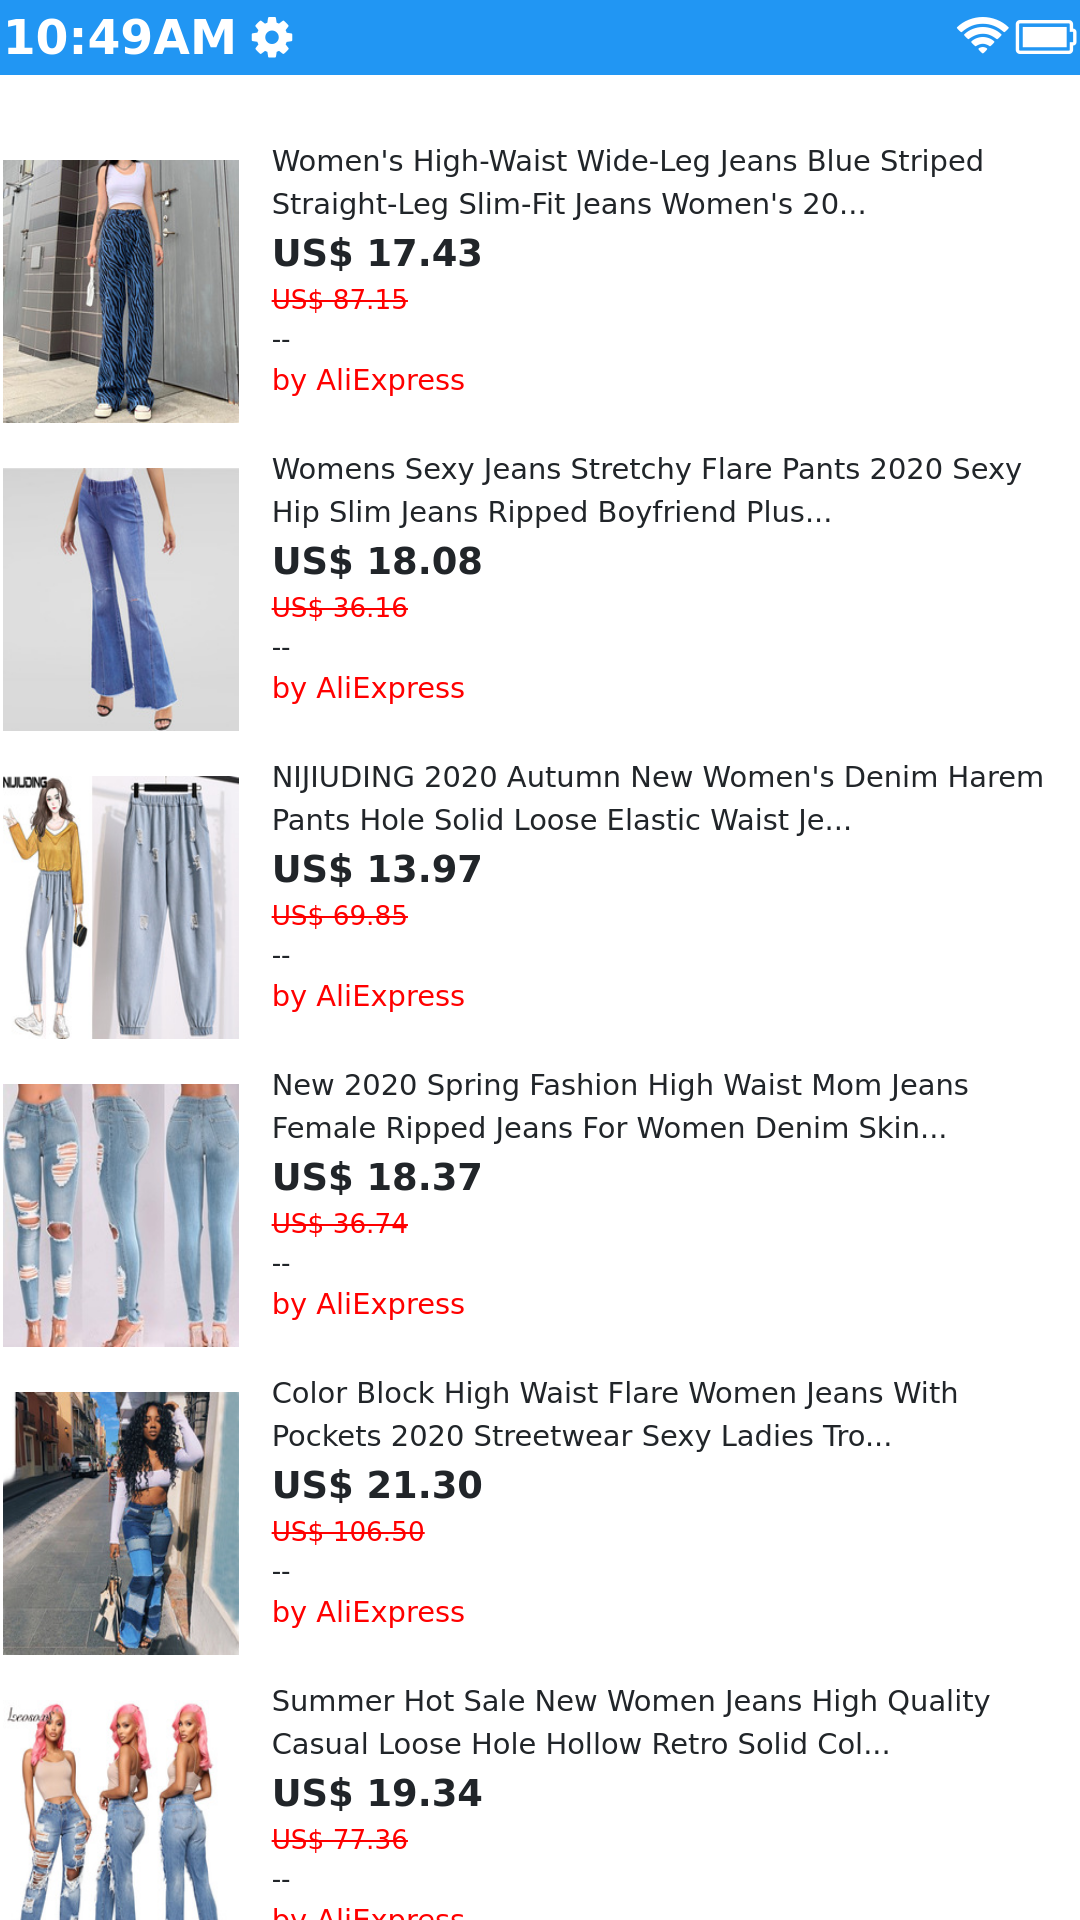 10:49AM
Women's High-Waist Wide-Leg Jeans Blue Striped
Straight-Leg Slim-Fit Jeans Women's 20...
US$ 17.43
US$ 87.15
--
by AliExpress
Womens Sexy Jeans Stretchy Flare Pants 2020 Sexy
Hip Slim Jeans Ripped Boyfriend Plus...
US$ 18.08
US$ 36.16
--
by AliExpress
NIJIUDING
NIJIUDING 2020 Autumn New Women's Denim Harem
Pants Hole Solid Loose Elastic Waist Je...
US$ 13.97
US$ 69.85
--
by AliExpress
New 2020 Spring Fashion High Waist Mom Jeans
Female Ripped Jeans For Women Denim Skin...
US$ 18.37
US$ 36.74
--
by AliExpress
Color Block High Waist Flare Women Jeans With
Pockets 2020 Streetwear Sexy Ladies Tro...
US$ 21.30
US$ 106.50
--
by AliExpress
Summer Hot Sale New Women Jeans High Quality
Casual Loose Hole Hollow Retro Solid Col...
US$ 19.34
US$ 77.36
--
by AliExpress